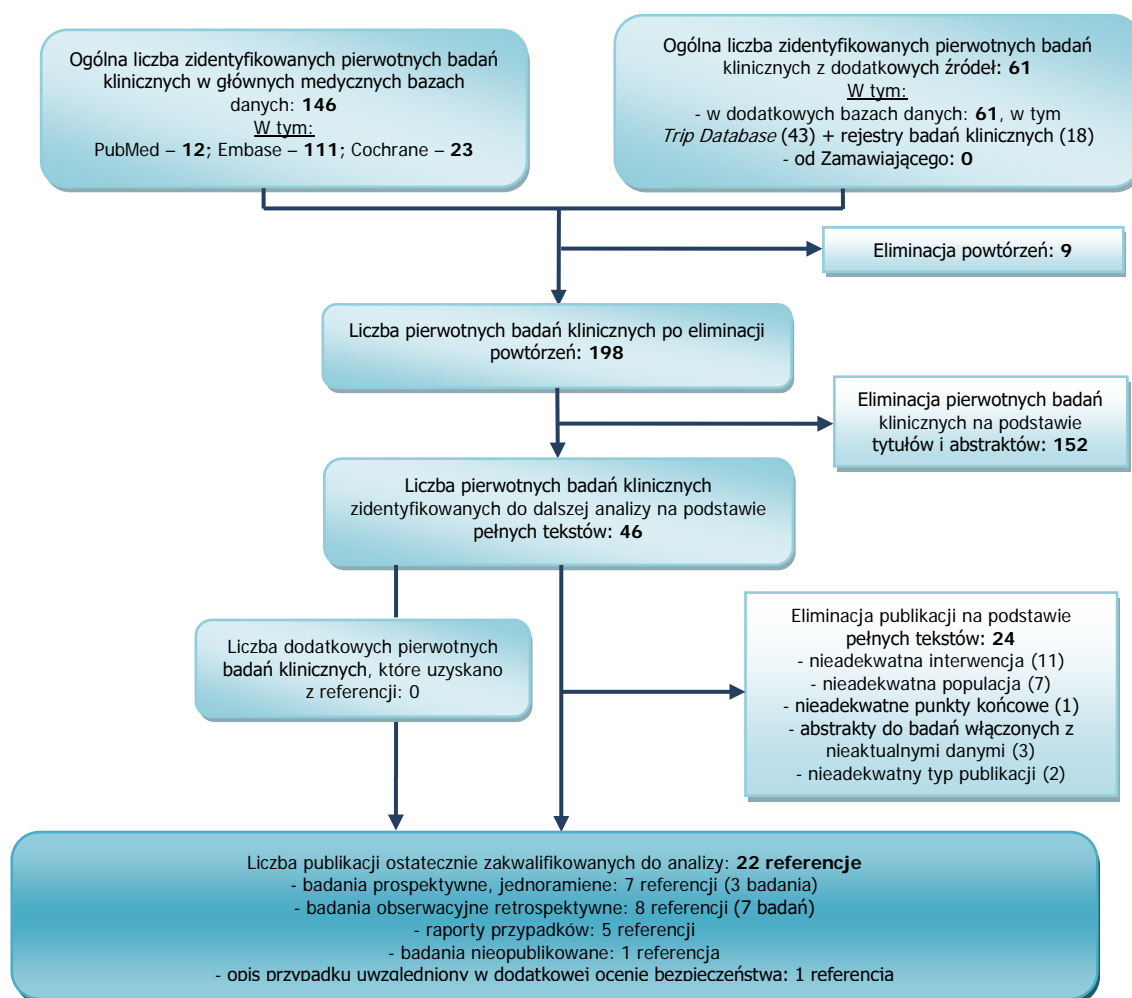 Ogólna liczba zidentyfikowanych pierwotnych badań
klinicznych w głównych medycznych bazach
danych: 146
W tym:
PubMed – 12; Embase – 111; Cochrane – 23
Ogólna liczba zidentyfikowanych pierwotnych badań
klinicznych z dodatkowych źródeł: 61
W tym:
- w dodatkowych bazach danych: 61, w tym
Trip Database (43) + rejestry badań klinicznych (18)
- od Zamawiającego: 0
Eliminacja powtórzeń: 9
Liczba pierwotnych badań klinicznych po eliminacji
powtórzeń: 198
Eliminacja pierwotnych badań
klinicznych na podstawie
tytułów i abstraktów: 152
Liczba pierwotnych badań klinicznych
zidentyfikowanych do dalszej analizy na podstawie
pełnych tekstów: 46
Liczba dodatkowych pierwotnych
badań klinicznych, które uzyskano
z referencji: 0
Eliminacja publikacji na podstawie
pełnych tekstów: 24
- nieadekwatna interwencja (11)
- nieadekwatna populacja (7)
- nieadekwatne punkty końcowe (1)
- abstrakty do badań włączonych z
nieaktualnymi danymi (3)
- nieadekwatny typ publikacji (2)
Liczba publikacji ostatecznie zakwalifikowanych do analizy: 22 referencje
- badania prospektywne, jednoramiene: 7 referencji (3 badania)
- badania obserwacyjne retrospektywne: 8 referencji (7 badań)
- raporty przypadków: 5 referencji
- badania nieopublikowane: 1 referencja
- opis przypadku uwzględniony w dodatkowej ocenie bezpieczeństwa: 1 referencja